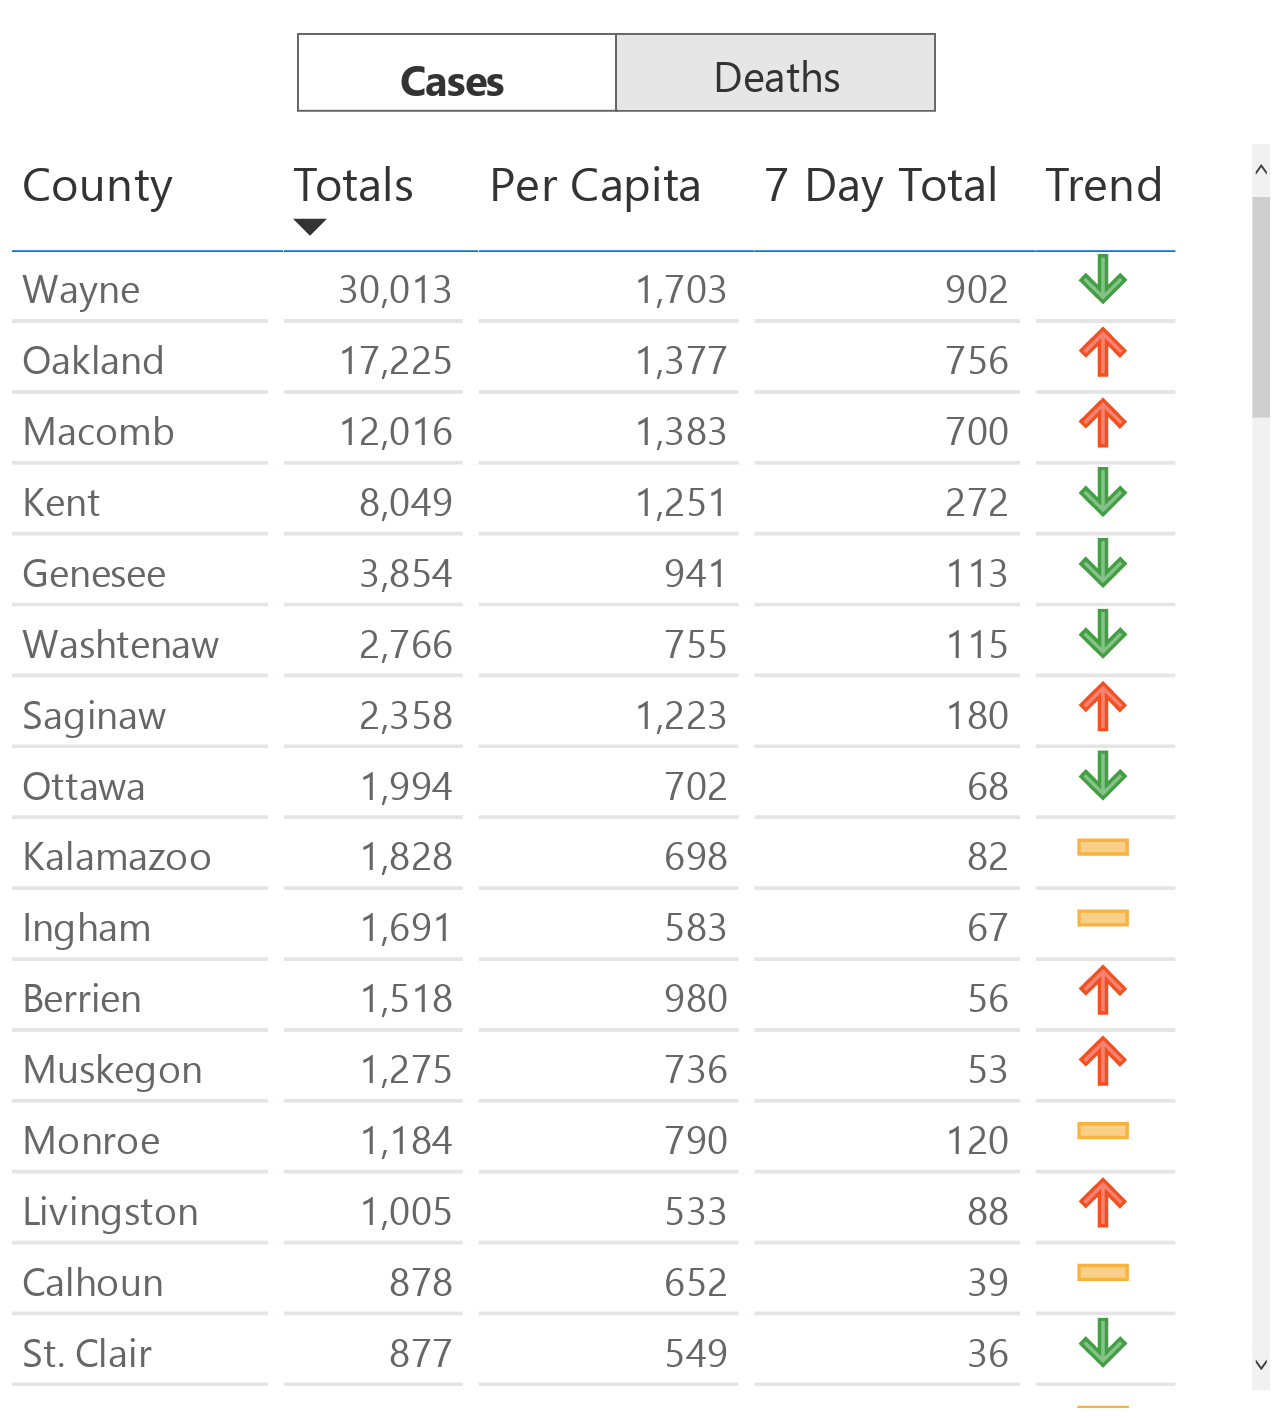 Cases Deaths
County Totals Per Capita 7 Day Total Trend
Wayne 30,013 1,703 902
Oakland 17,225 1,377 756
Macomb 12,016 1,383 700
Kent 8,049 1,251 272
Genesee 3,854 941 113
Washtenaw 2,766 755 115
Saginaw 2,358 1,223 180
Ottawa 1,994 702 68
Kalamazoo 1,828 698 82
Ingham 1,691 583 67
Berrien 1,518 980 56
Muskegon 1,275 736 53
Monroe 1,184 790 120
Livingston 1,005 533 88
Calhoun 878 652 39
St. Clair 877 549 36